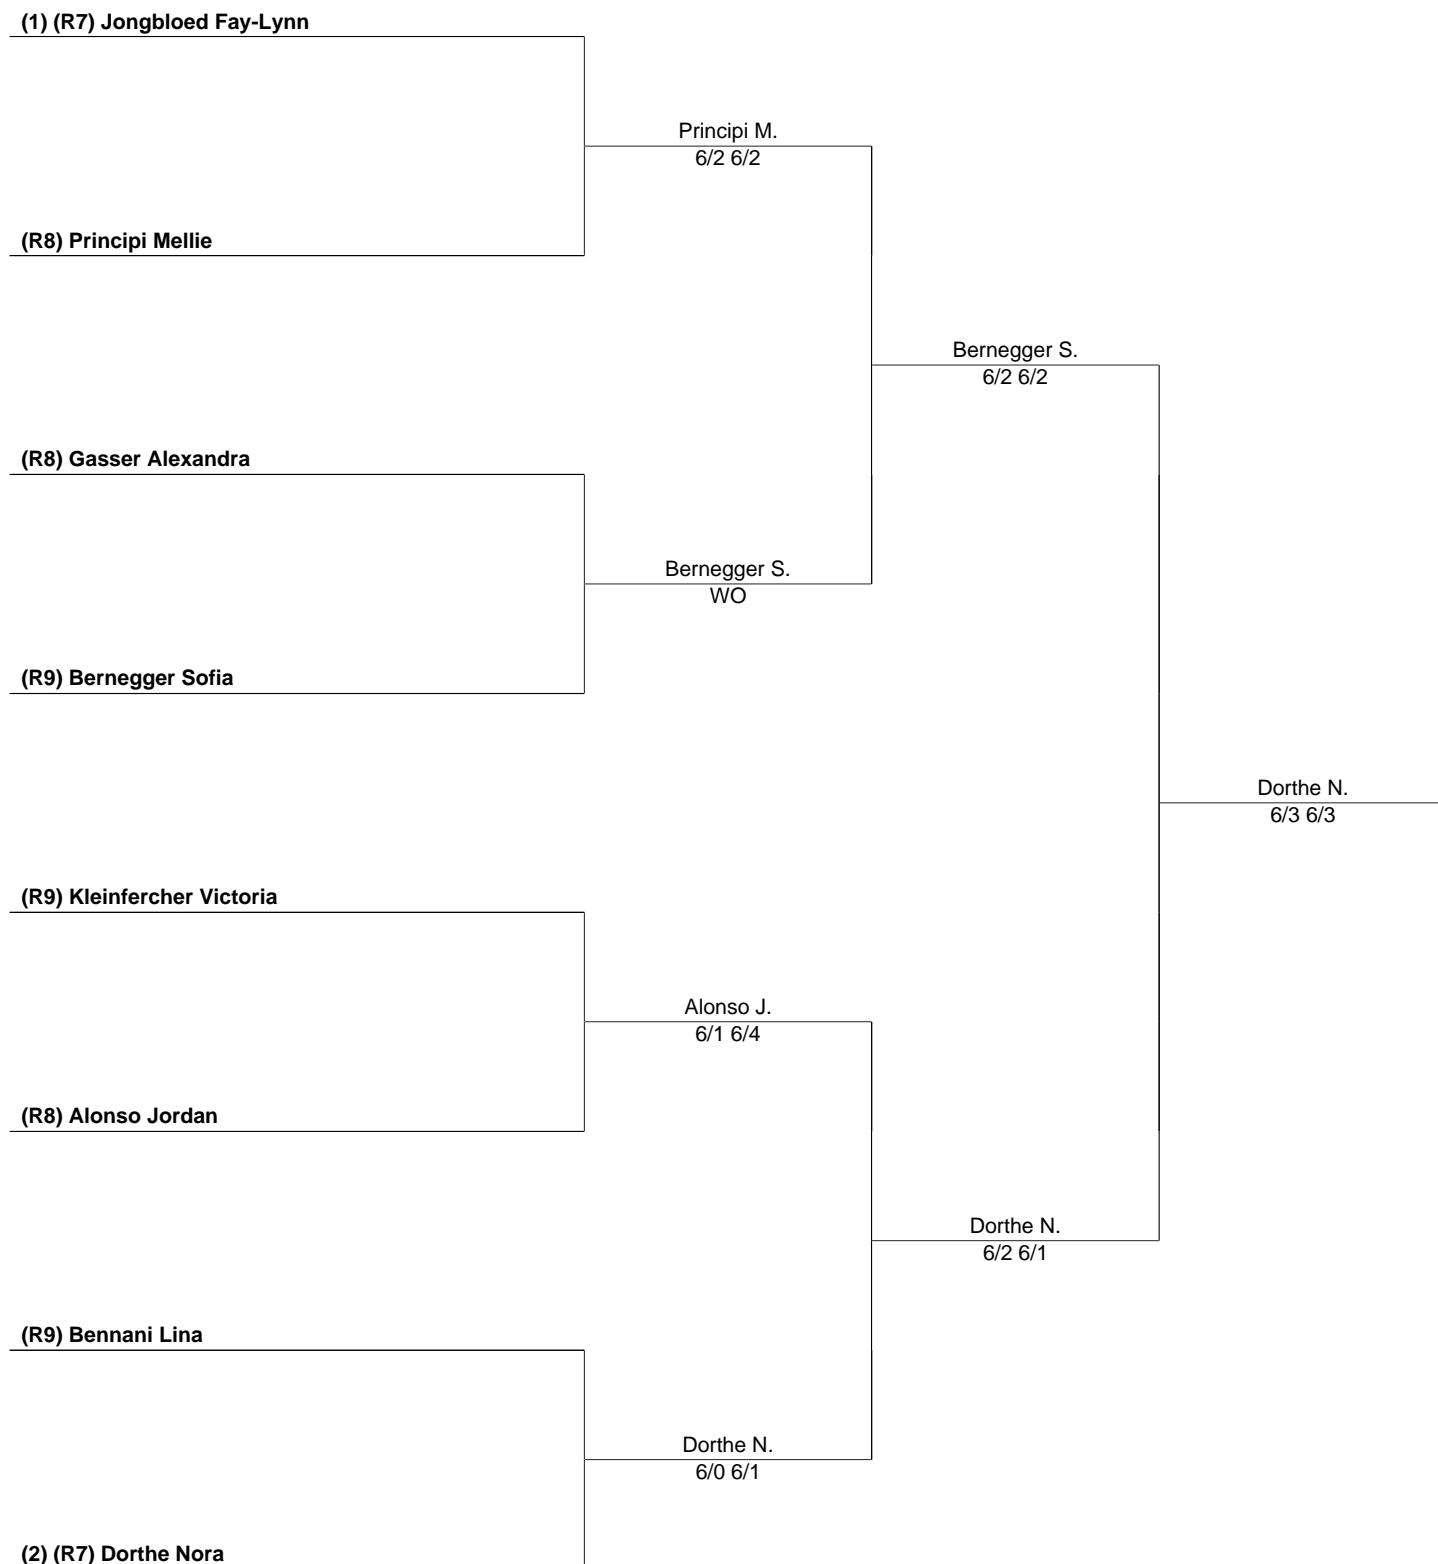 (1) (R7) Jongbloed Fay-Lynn
Principi M.
6/2 6/2
(R8) Principi Mellie
Bernegger S.
6/2 6/2
(R8) Gasser Alexandra
Bernegger S.
WO
(R9) Bernegger Sofia
Dorthe N.
6/3 6/3
(R9) Kleinfercher Victoria
Alonso J.
6/1 6/4
(R8) Alonso Jordan
Dorthe N.
6/2 6/1
(R9) Bennani Lina
Dorthe N.
6/0 6/1
(2) (R7) Dorthe Nora